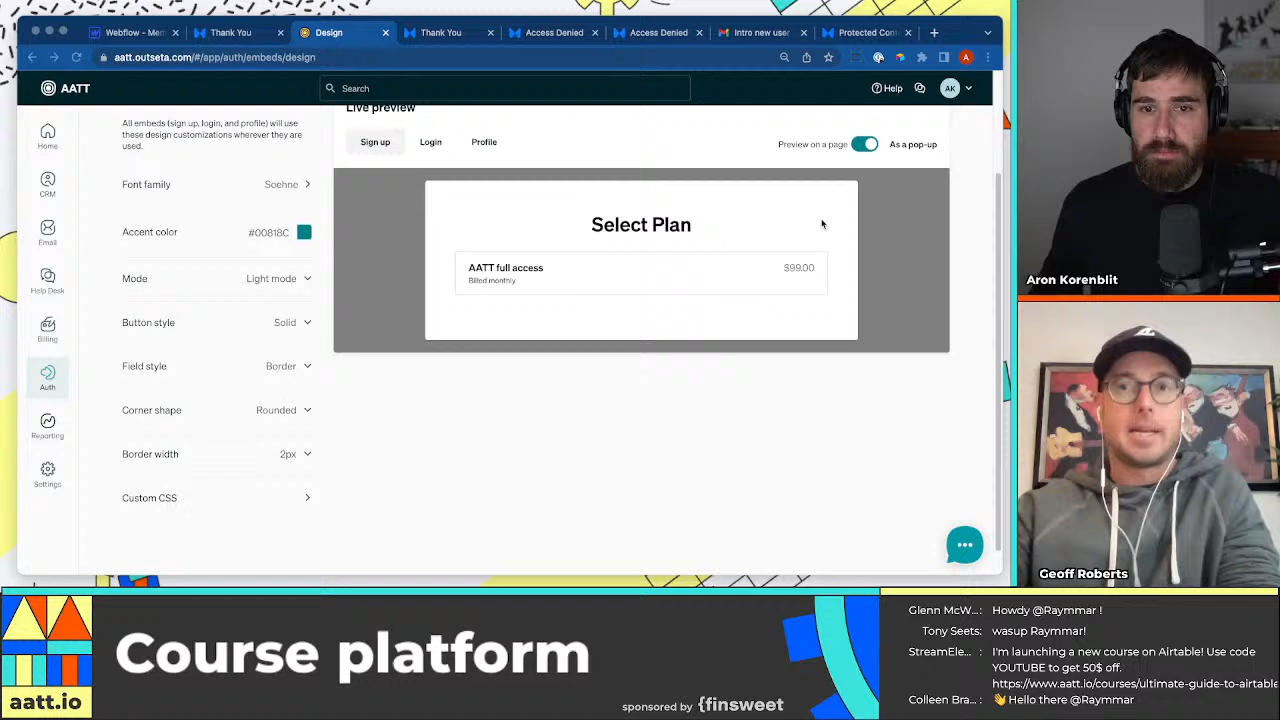 Webflow - Mem
Thank You
Design
Thank You
Access Denied
Access Denied
Intro new user
Protected Con
aatt.outseta.com/#/app/auth/embeds/design
A
AATT
Search
Help
AK
Home
CRM
Email
Help Desk
Billing
Auth
Reporting
Settings
All embeds (sign up, login, and profile) will use
these design customizations wherever they are
used.
Font family
Soehne
Accent color
#00818C
Mode
Light mode
Button style
Solid
Field style
Border
Corner shape
Rounded
Border width
2px
Custom CSS
Live preview
Sign up
Login
Profile
Preview on a page
As a pop-up
Select Plan
AATT full access
$99.00
Billed monthly
Aron Korenblit
Geoff Roberts
aatt.io
Course platform
sponsored by {finsweet
Glenn McW...: Howdy @Raymmar !
Tony Seets: wasup Raymmar!
StreamEle...: I'm launching a new course on Airtable! Use code
YOUTUBE to get 50$ off.
https://www.aatt.io/courses/ultimate-guide-to-airtable
Colleen Bra...: 👋Hello there @Raymmar